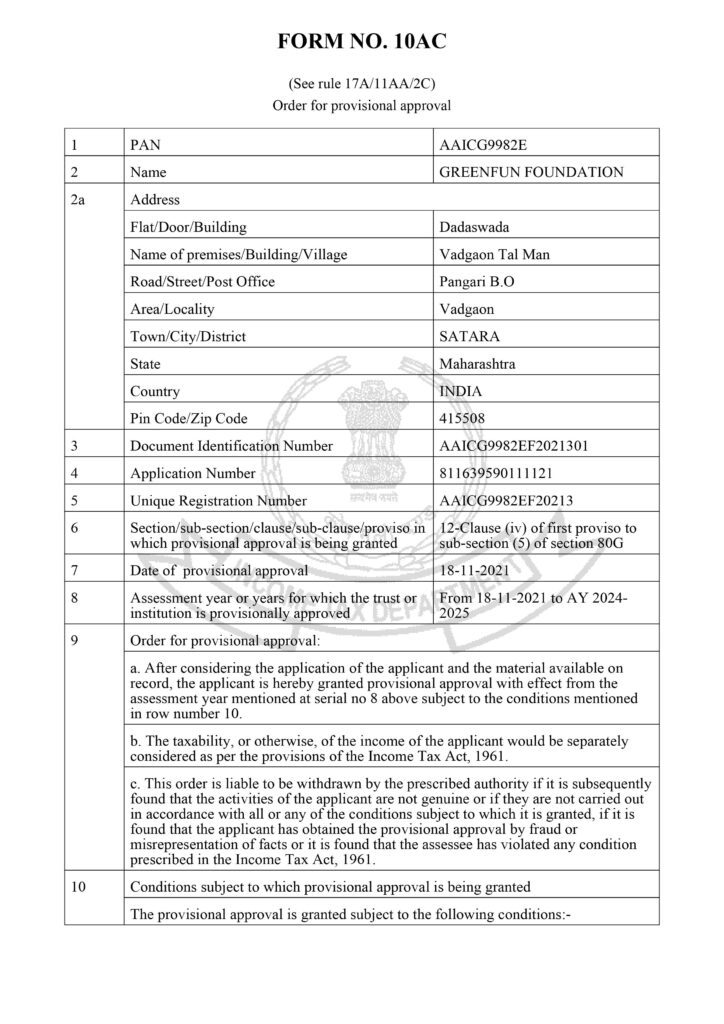 FORM NO. 10AC
(See rule 17A/11AA/2C)
Order for provisional approval
1 PAN AAICG9982E
2 Name GREENFUN FOUNDATION
2a Address
Flat/Door/Building Dadaswada
Name of premises/Building/Village Vadgaon Tal Man
Road/Street/Post Office Pangari B.O
Area/Locality Vadgaon
Town/City/District SATARA
State Maharashtra
Country INDIA
Pin Code/Zip Code 415508
3 Document Identification Number AAICG9982EF2021301
4 Application Number 811639590111121
5 Unique Registration Number AAICG9982EF20213
सत्यमेव जयते
6 Section/sub-section/clause/sub-clause/proviso in 12-Clause (iv) of first proviso to
which provisional approval is being granted sub-section (5) of section 80G
7 Date of provisional approval 18-11-2021
8 Assessment year or years for which the trust or From 18-11-2021 to AY 2024-
institution is provisionally approved 2025
INCOME TAX DEPARTMENT
9 Order for provisional approval:
a. After considering the application of the applicant and the material available on
record, the applicant is hereby granted provisional approval with effect from the
assessment year mentioned at serial no 8 above subject to the conditions mentioned
in row number 10.
b. The taxability, or otherwise, of the income of the applicant would be separately
considered as per the provisions of the Income Tax Act, 1961.
c. This order is liable to be withdrawn by the prescribed authority if it is subsequently
found that the activities of the applicant are not genuine or if they are not carried out
in accordance with all or any of the conditions subject to which it is granted, if it is
found that the applicant has obtained the provisional approval by fraud or
misrepresentation of facts or it is found that the assessee has violated any condition
prescribed in the Income Tax Act, 1961.
10 Conditions subject to which provisional approval is being granted
The provisional approval is granted subject to the following conditions:-